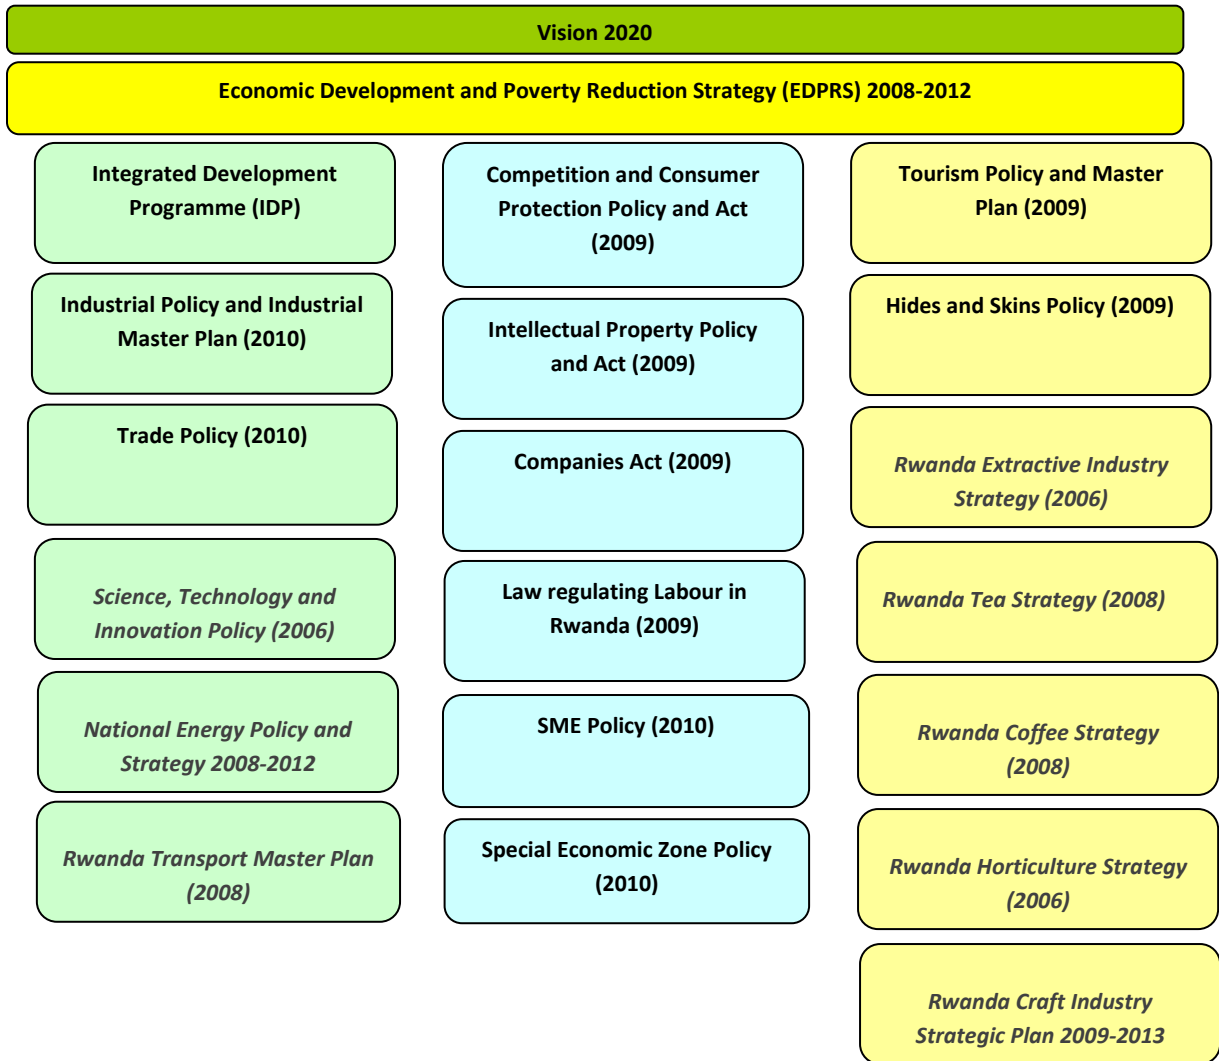 Vision 2020
Economic Development and Poverty Reduction Strategy (EDPRS) 2008-2012
Integrated Development
Programme (IDP)
Industrial Policy and Industrial
Master Plan (2010)
Trade Policy (2010)
Science, Technology and
Innovation Policy (2006)
National Energy Policy and
Strategy 2008-2012
Rwanda Transport Master Plan
(2008)
Competition and Consumer
Protection Policy and Act
(2009)
Intellectual Property Policy
and Act (2009)
Companies Act (2009)
Law regulating Labour in
Rwanda (2009)
SME Policy (2010)
Special Economic Zone Policy
(2010)
Tourism Policy and Master
Plan (2009)
Hides and Skins Policy (2009)
Rwanda Extractive Industry
Strategy (2006)
Rwanda Tea Strategy (2008)
Rwanda Coffee Strategy
(2008)
Rwanda Horticulture Strategy
(2006)
Rwanda Craft Industry
Strategic Plan 2009-2013